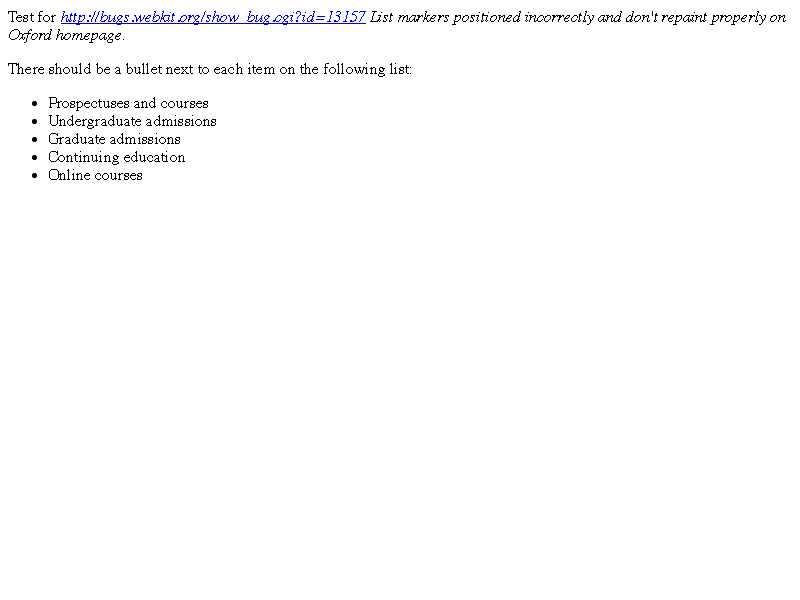 Test for http://bugs.webkit.org/show_bug.cgi?id=13157 List markers positioned incorrectly and don't repaint properly on
Oxford homepage.
There should be a bullet next to each item on the following list:
• Prospectuses and courses
• Undergraduate admissions
• Graduate admissions
• Continuing education
• Online courses